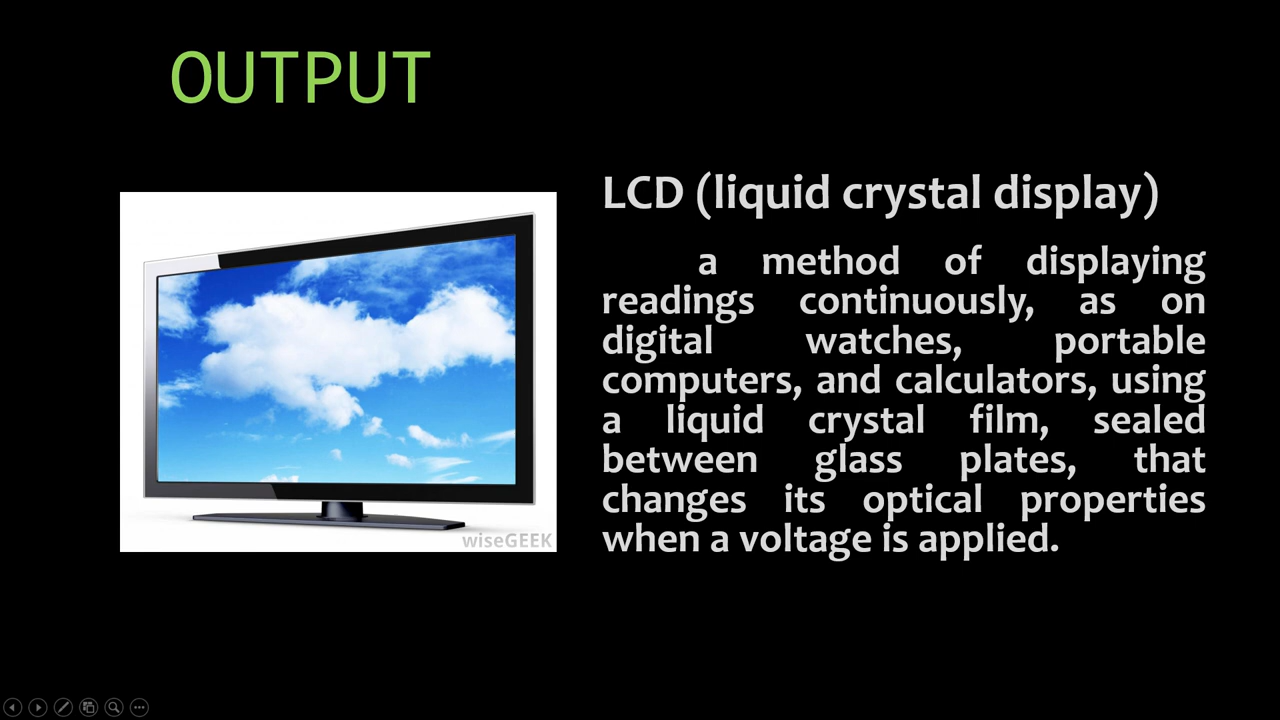 OUTPUT
LCD (liquid crystal display)
a method of displaying
readings continuously, as on
digital watches, portable
computers, and calculators, using
a liquid crystal film, sealed
between glass plates, that
changes its optical properties
when a voltage is applied.
wiseGEEK